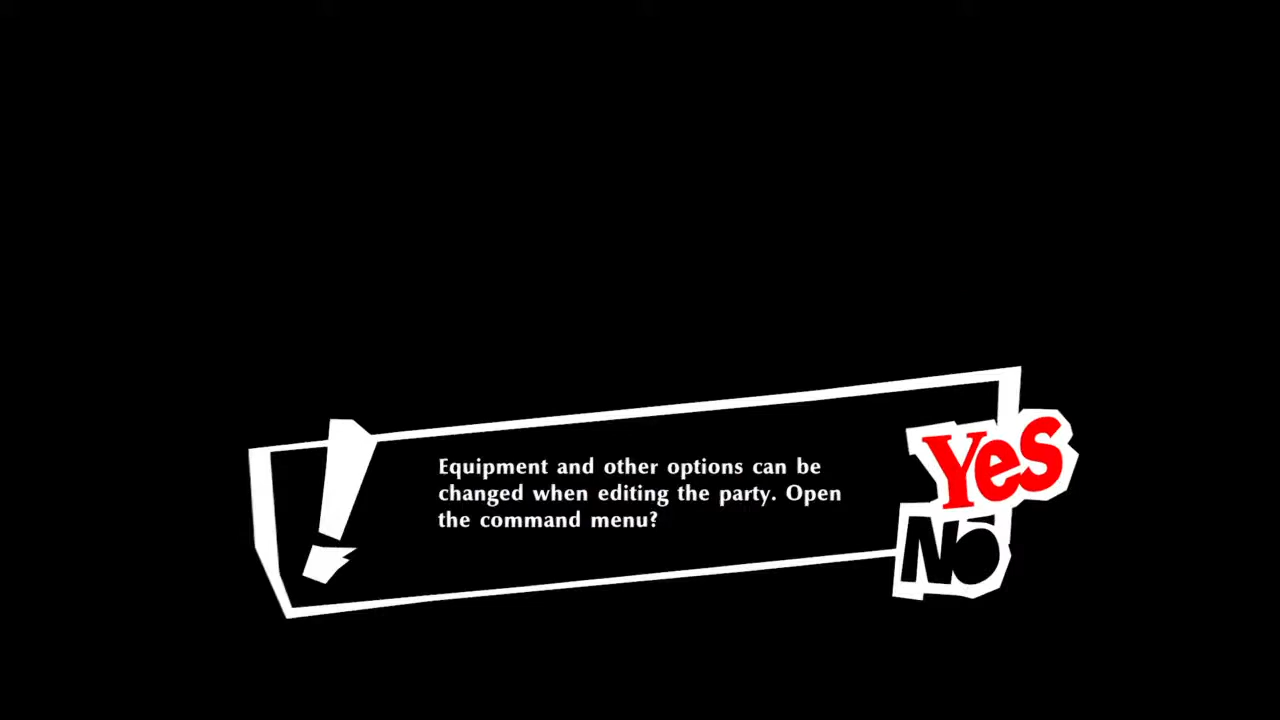 Equipment and other options can be
changed when editing the party. Open
the command menu?
Yes
No